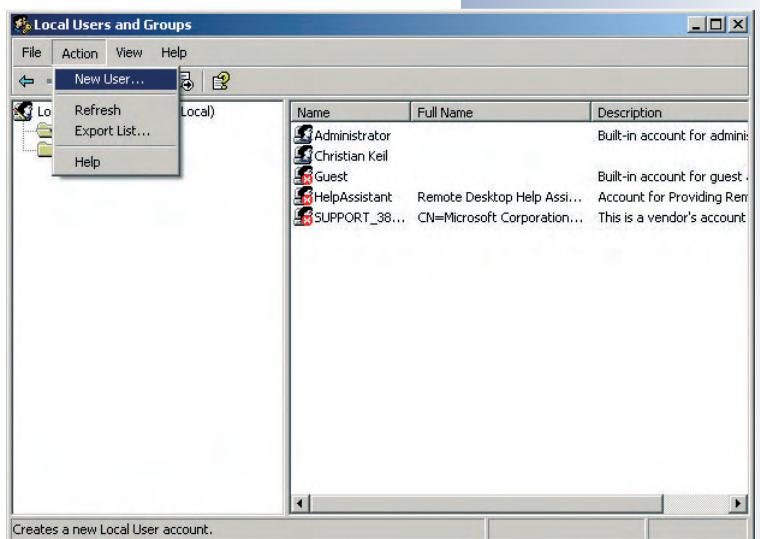 Local Users and Groups
File Action View Help
New User...
Refresh
Export List...
Help
Lo Local)
Name Full Name Description
Administrator Built-in account for adminis
Christian Keil
Guest Built-in account for guest
HelpAssistant Remote Desktop Help Assi... Account for Providing Rem
SUPPORT_38... CN=Microsoft Corporation... This is a vendor's account
Creates a new Local User account.